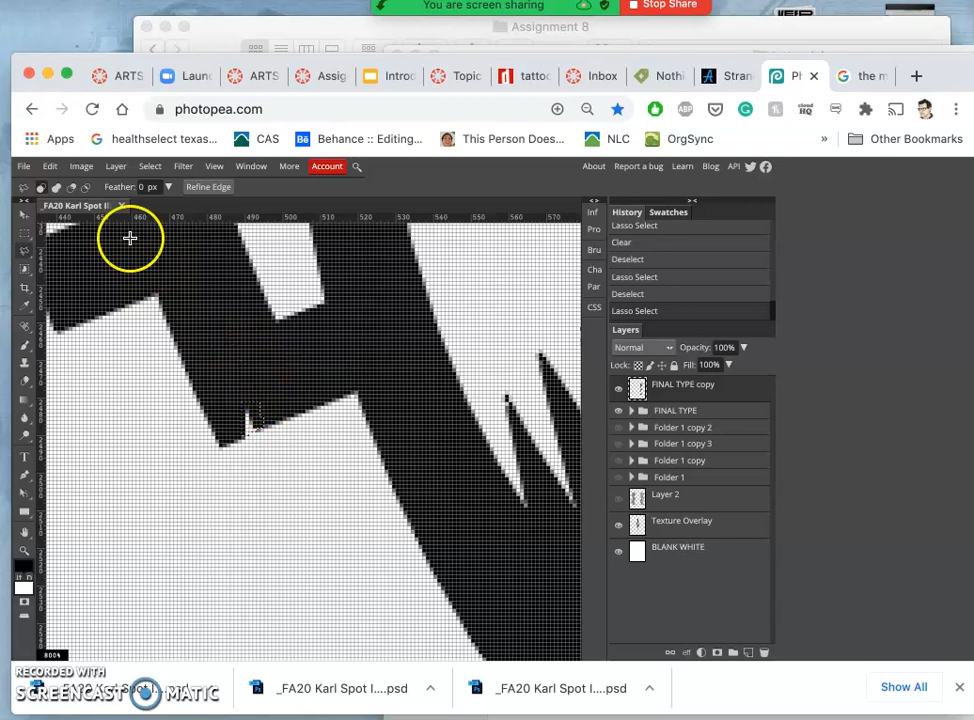 You are screen sharing Stop Share
Assignment 8
ARTS Laun ARTS Assig Intro Topic tattoo Inbox Nothi Stran P the m
photopea.com
Apps healthselect texas... CAS Behance :: Editing... This Person Does... NLC OrgSync » Other Bookmarks
File Edit Image Layer Select Filter View Window More Account About Report a bug Learn Blog API
Feather: 0 px Refine Edge
_FA20 Karl Spot Il
440 460 470 480 490 500 510 520 530 540 550 560 570
Inf
Pro
Bru
Cha
Par
CSS
History Swatches
Lasso Select
Clear
Deselect
Lasso Select
Deselect
Lasso Select
Layers
Normal Opacity: 100%
Lock: Fill: 100%
FINAL TYPE copy
FINAL TYPE
Folder 1 copy 2
Folder 1 copy 3
Folder 1 copy
Folder 1
Layer 2
Texture Overlay
BLANK WHITE
eff
800%
_FA20 Karl Spot I....psd _FA20 Karl Spot I....psd Show All
RECORDED WITH
SCREENCAST MATIC